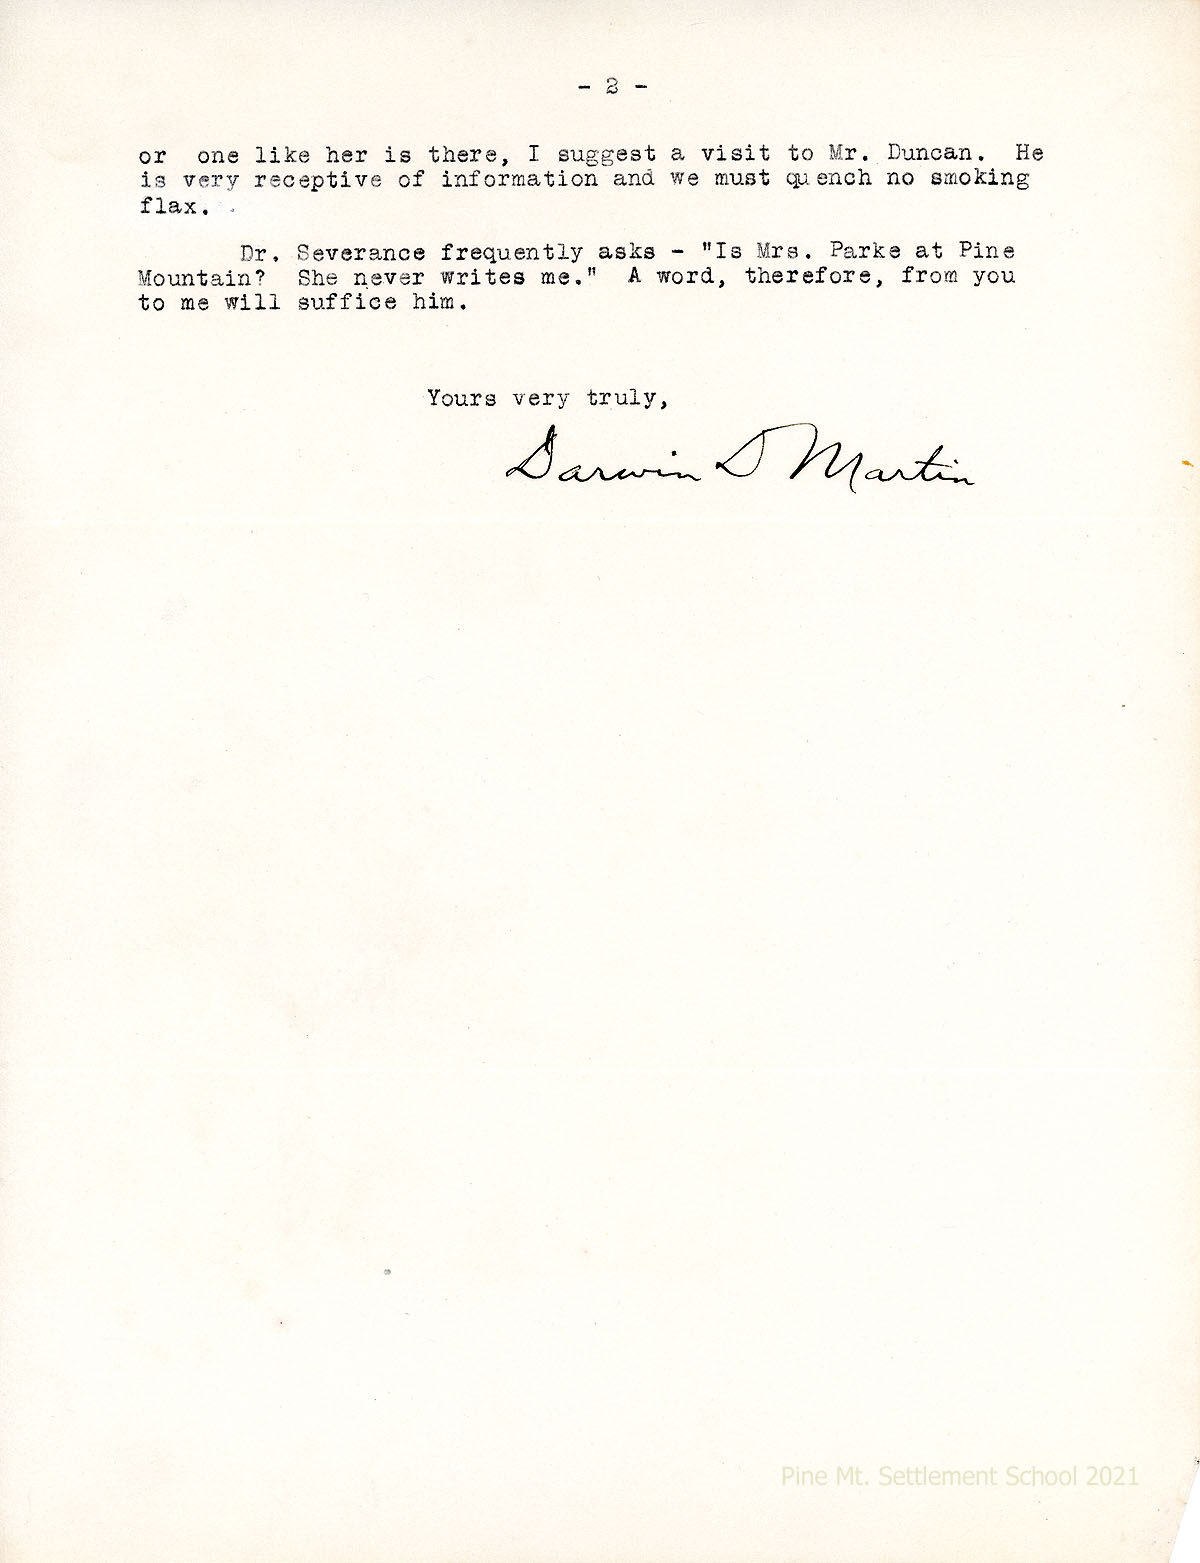 - 2 -
or one like her is there, I suggest a visit to Mr. Duncan. He
is very receptive of information and we must quench no smoking
flax.
Dr. Severance frequently asks - "Is Mrs. Parke at Pine
Mountain? She never writes me." A word, therefore, from you
to me will suffice him.
Yours very truly,
Darwin D Martin
Pine Mt. Settlement School 2021